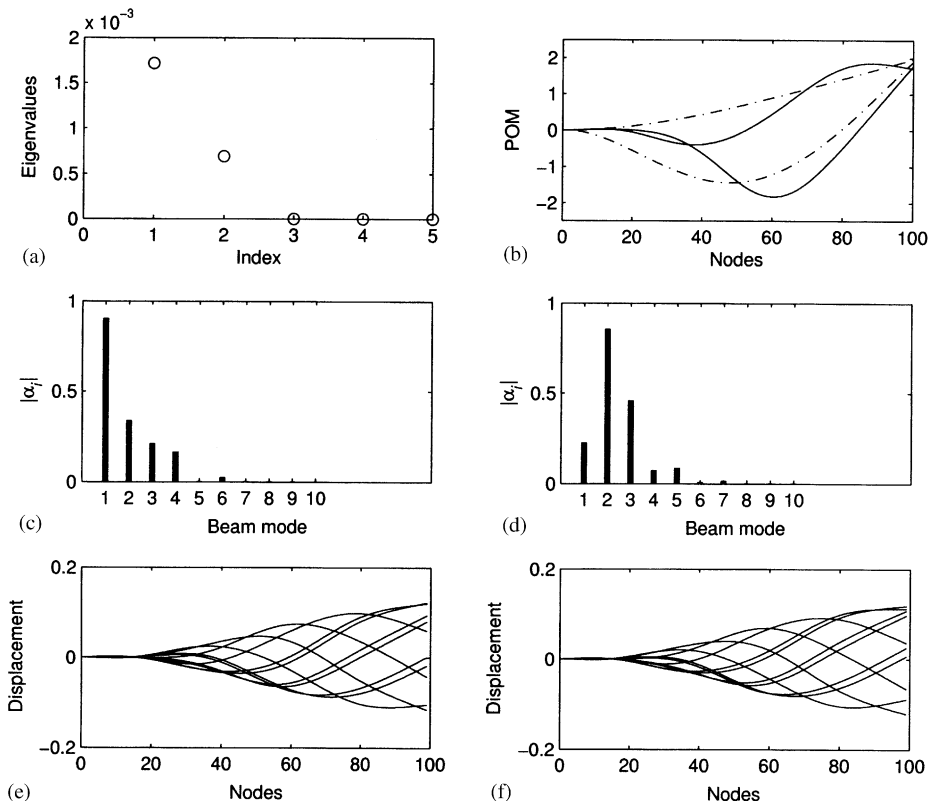 × 10⁻³
2
1.5
1
0.5
0
Eigenvalues
0 1 2 3 4 5
Index
(a)
2
1
0
−1
−2
POM
0 20 40 60 80 100
Nodes
(b)
1
0.5
0
|αⱼ|
1 2 3 4 5 6 7 8 9 10
Beam mode
(c)
1
0.5
0
|αⱼ|
1 2 3 4 5 6 7 8 9 10
Beam mode
(d)
0.2
0
−0.2
Displacement
0 20 40 60 80 100
Nodes
(e)
0.2
0
−0.2
Displacement
0 20 40 60 80 100
Nodes
(f)